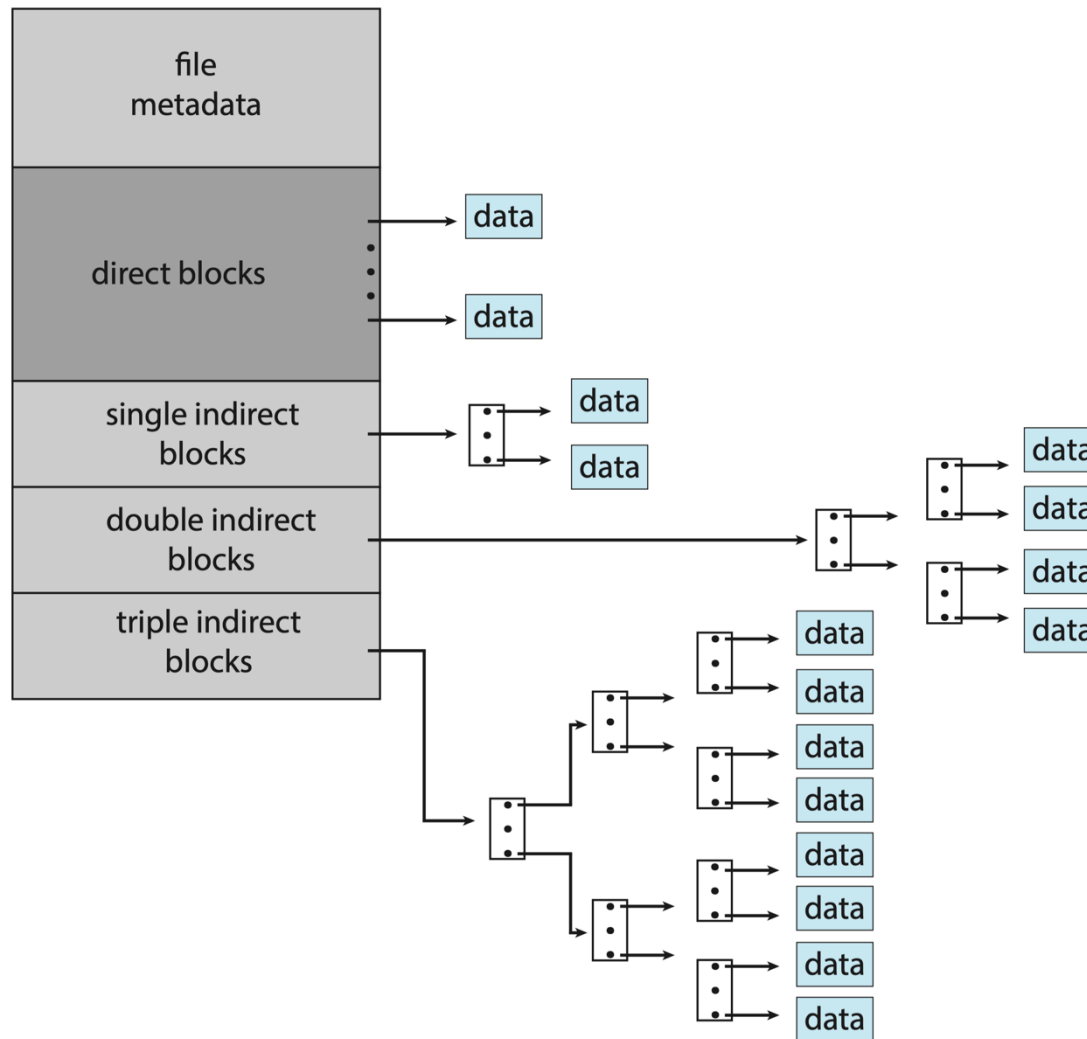 file
metadata
direct blocks
data
data
single indirect
blocks
data
data
double indirect
blocks
data
data
data
data
triple indirect
blocks
data
data
data
data
data
data
data
data